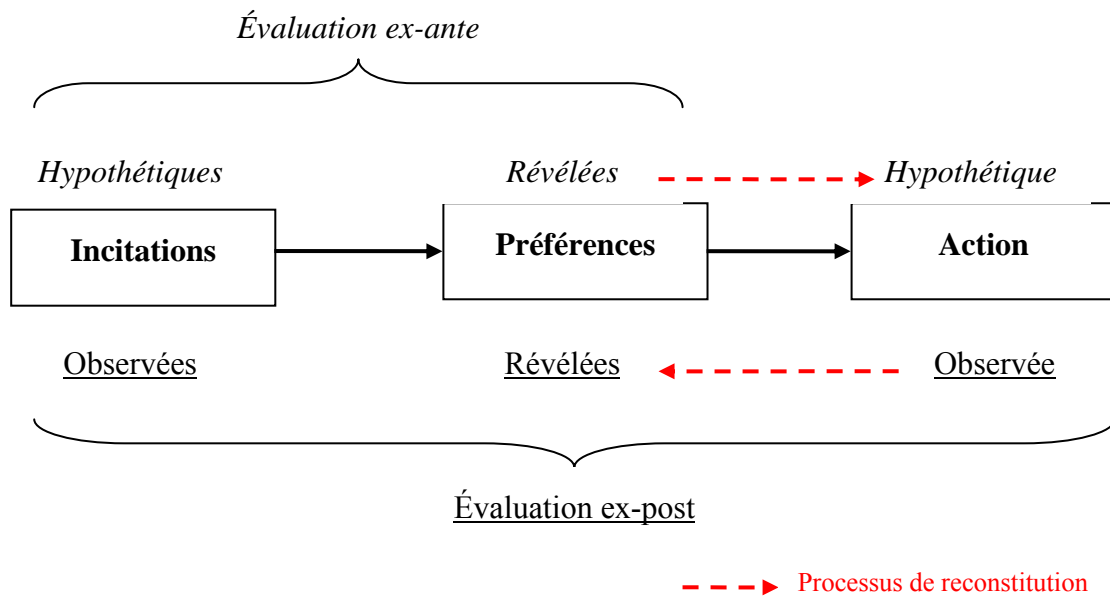 Évaluation ex-ante
Hypothétiques Révélées Hypothétique
Incitations Préférences Action
Observées Révélées Observée
Évaluation ex-post
Processus de reconstitution